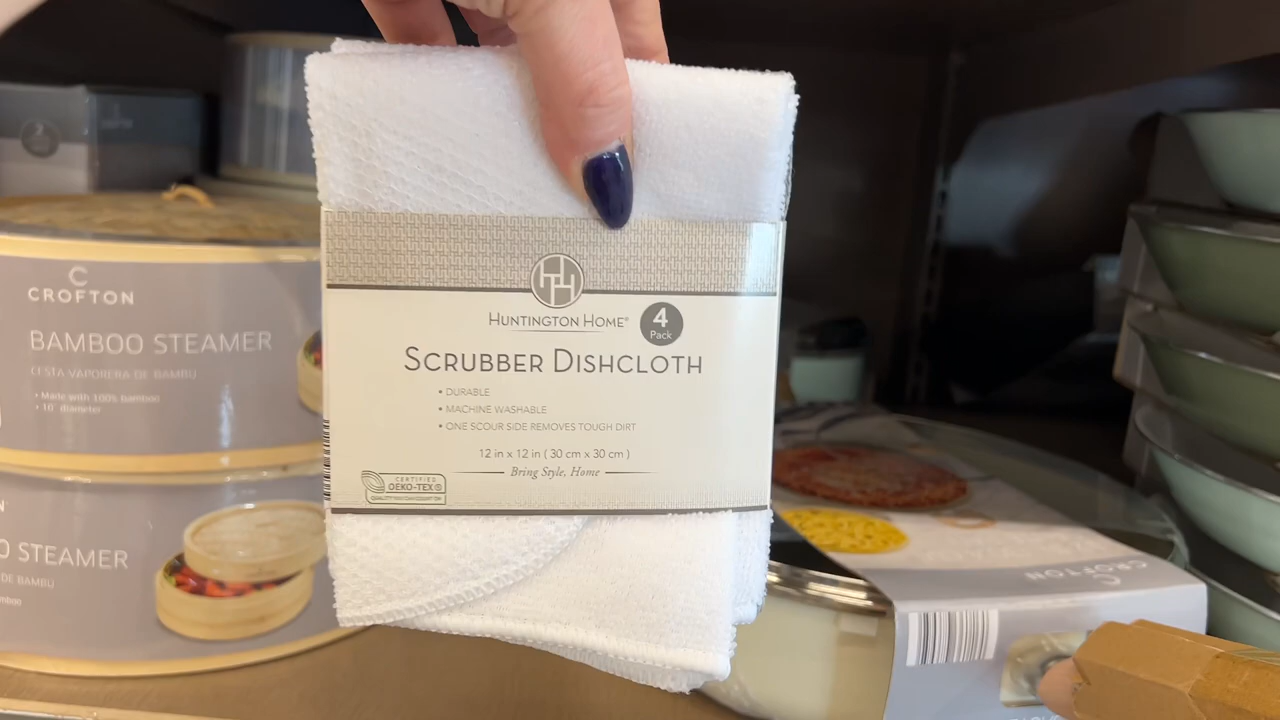 HUNTINGTON HOME®
4
Pack
SCRUBBER DISHCLOTH
• DURABLE
• MACHINE WASHABLE
• ONE SCOUR SIDE REMOVES TOUGH DIRT
12 in x 12 in ( 30 cm x 30 cm )
Bring Style, Home
CERTIFIED
OEKO-TEX®
C
CROFTON
BAMBOO STEAMER
CESTA VAPORERA DE BAMBU
• Made with 100% bamboo
• 10" diameter
O STEAMER
DE BAMBU
C
CROFTON